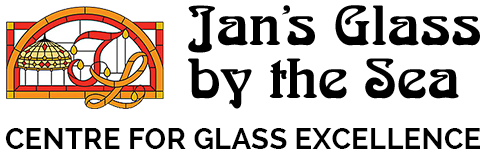 Jan's Glass
by the Sea
CENTRE FOR GLASS EXCELLENCE